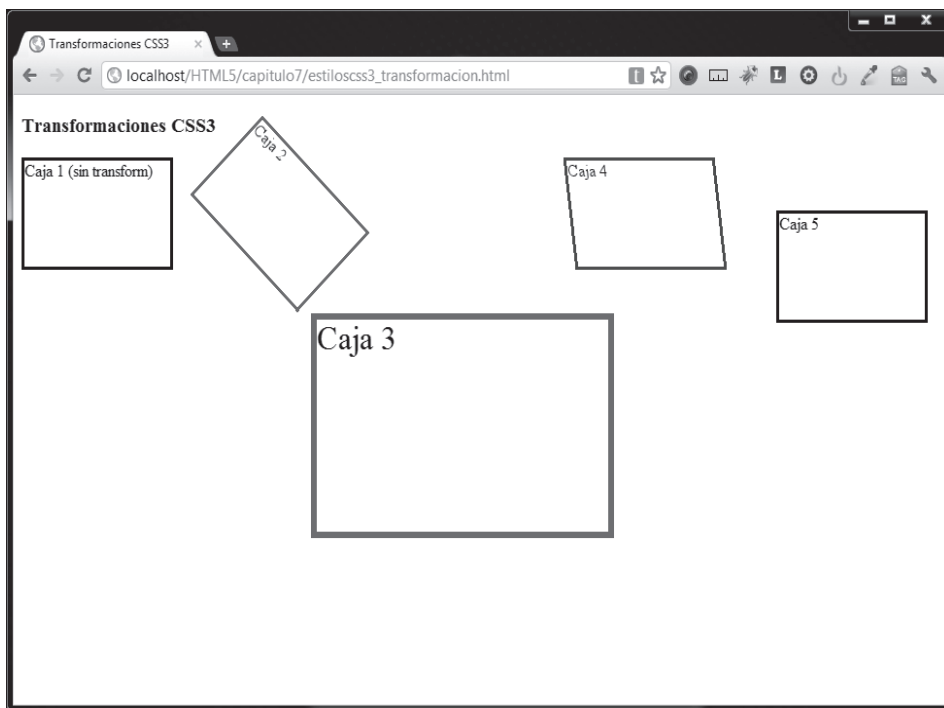 Transformaciones CSS3
localhost/HTML5/capitulo7/estiloscss3_transformacion.html
t
L
TAG
Transformaciones CSS3
Caja 1 (sin transform)
Caja 2
Caja 3
Caja 4
Caja 5